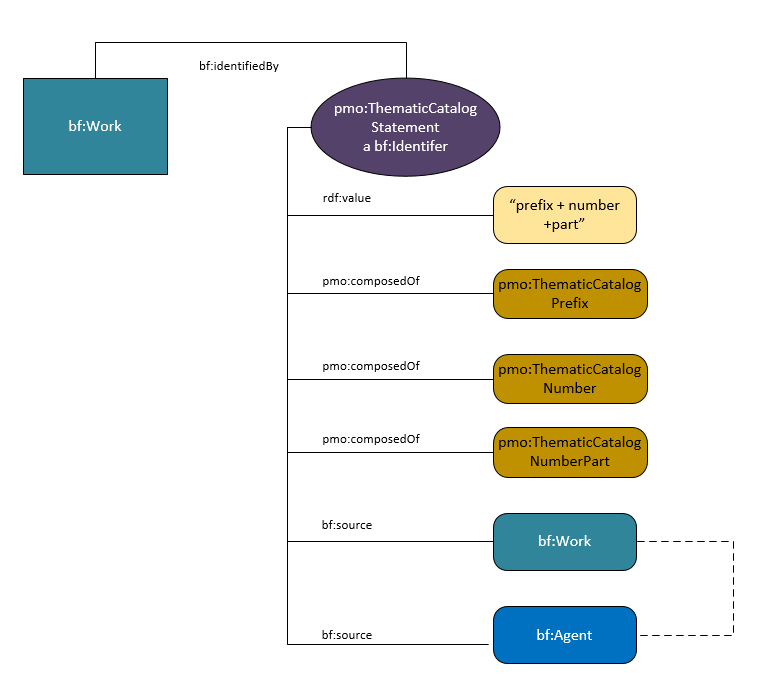 bf:identifiedBy
bf:Work
pmo:ThematicCatalog
Statement
a bf:Identifer
rdf:value
“prefix + number
+part”
pmo:composedOf
pmo:ThematicCatalog
Prefix
pmo:composedOf
pmo:ThematicCatalog
Number
pmo:composedOf
pmo:ThematicCatalog
NumberPart
bf:source
bf:Work
bf:source
bf:Agent